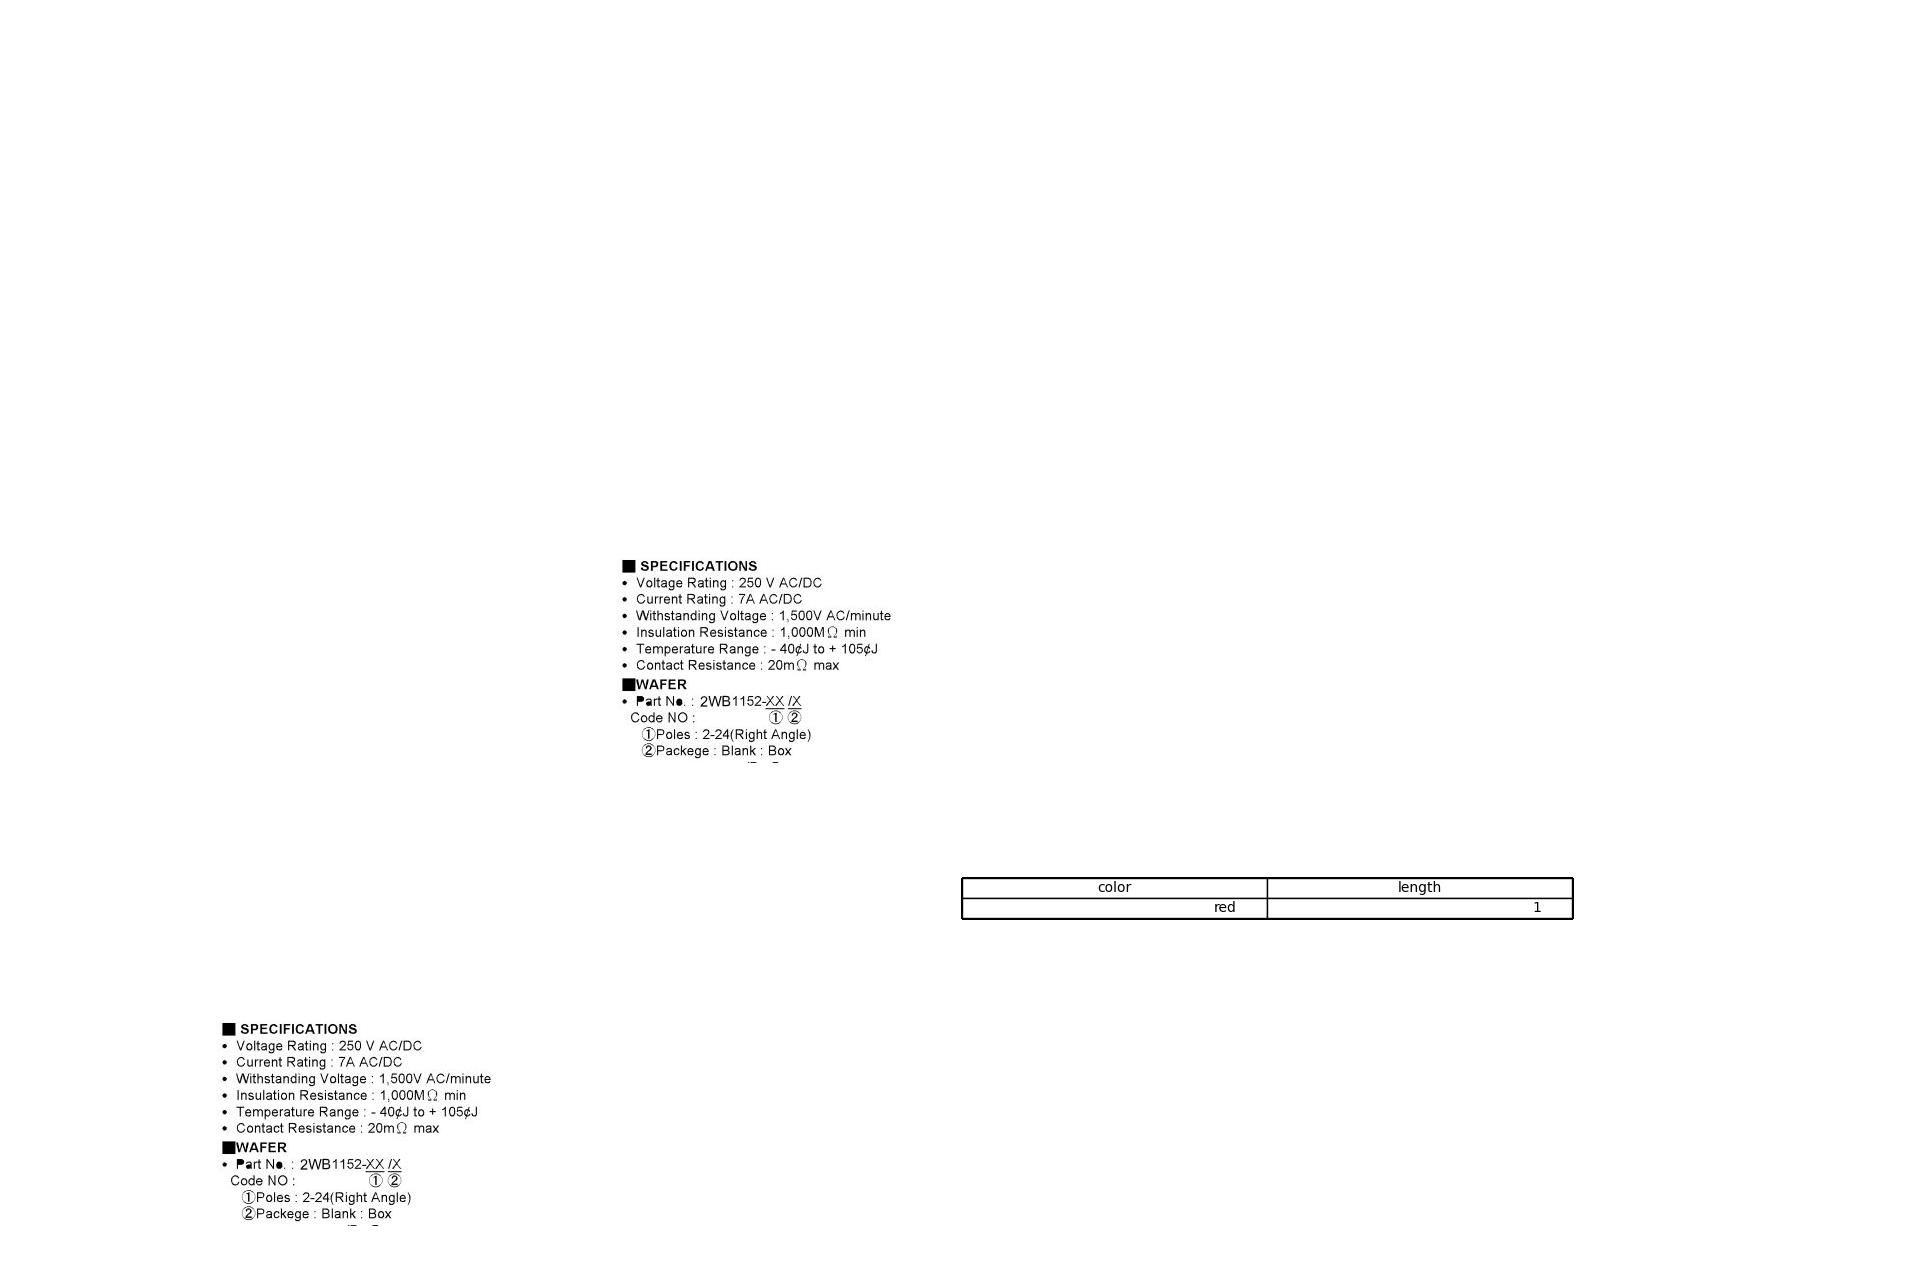 ■ SPECIFICATIONS
• Voltage Rating : 250 V AC/DC
• Current Rating : 7A AC/DC
• Withstanding Voltage : 1,500V AC/minute
• Insulation Resistance : 1,000MΩ min
• Temperature Range : - 40¢J to + 105¢J
• Contact Resistance : 20mΩ max
■WAFER
• Part No. : 2WB1152-XX /X
Code NO : ① ②
①Poles : 2-24(Right Angle)
②Packege : Blank : Box
color length
red 1
■ SPECIFICATIONS
• Voltage Rating : 250 V AC/DC
• Current Rating : 7A AC/DC
• Withstanding Voltage : 1,500V AC/minute
• Insulation Resistance : 1,000MΩ min
• Temperature Range : - 40¢J to + 105¢J
• Contact Resistance : 20mΩ max
■WAFER
• Part No. : 2WB1152-XX /X
Code NO : ① ②
①Poles : 2-24(Right Angle)
②Packege : Blank : Box